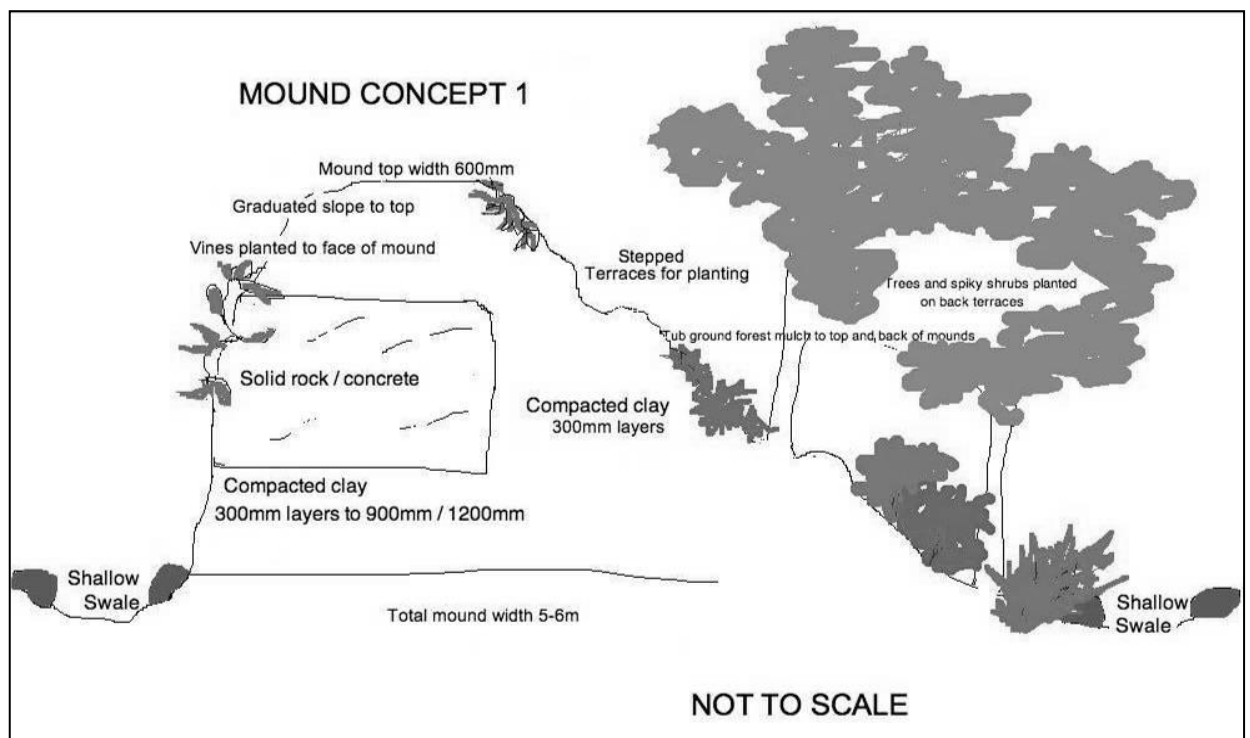 MOUND CONCEPT 1
Mound top width 600mm
Graduated slope to top
Vines planted to face of mound
Stepped
Terraces for planting
Trees and spiky shrubs planted
on back terraces
Tub ground forest mulch to top and back of mounds
Solid rock / concrete
Compacted clay
300mm layers
Compacted clay
300mm layers to 900mm / 1200mm
Shallow
Swale
Total mound width 5-6m
Shallow
Swale
NOT TO SCALE